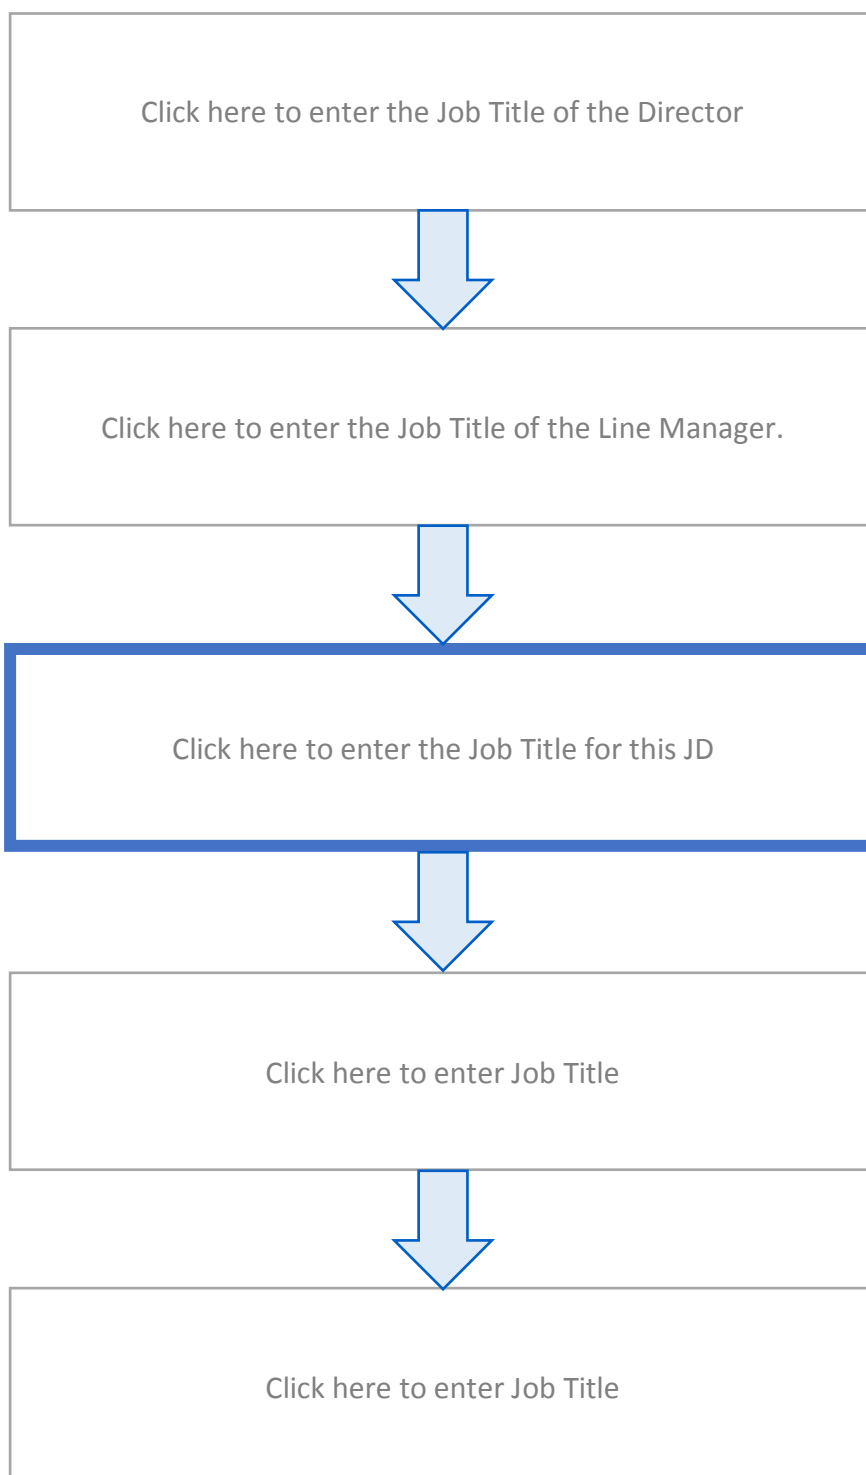 Click here to enter the Job Title of the Director
Click here to enter the Job Title of the Line Manager.
Click here to enter the Job Title for this JD
Click here to enter Job Title
Click here to enter Job Title